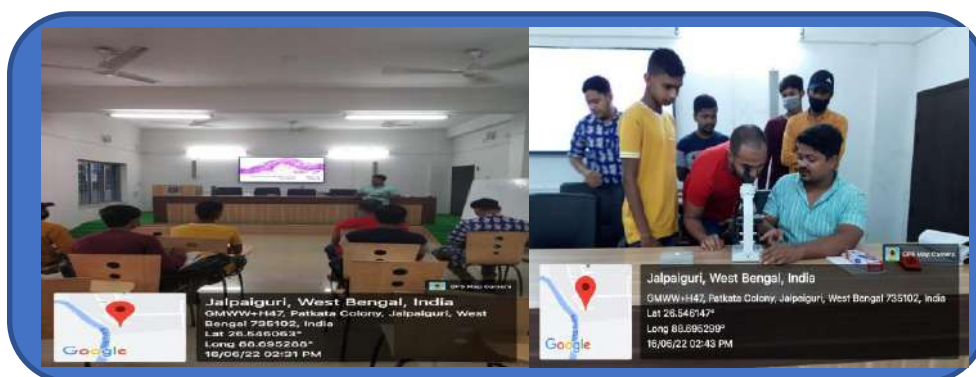 GPS Map Camera
Jalpaiguri, West Bengal, India
GMWW+H47, Patkata Colony, Jalpaiguri, West
Bengal 735102, India
Lat 26.546063°
Long 88.695288°
16/06/22 02:31 PM
Google
GPS Map Camera
Jalpaiguri, West Bengal, India
GMWW+H47, Patkata Colony, Jalpaiguri, West Bengal 735102, India
Lat 26.546147°
Long 88.695299°
16/06/22 02:43 PM
Google